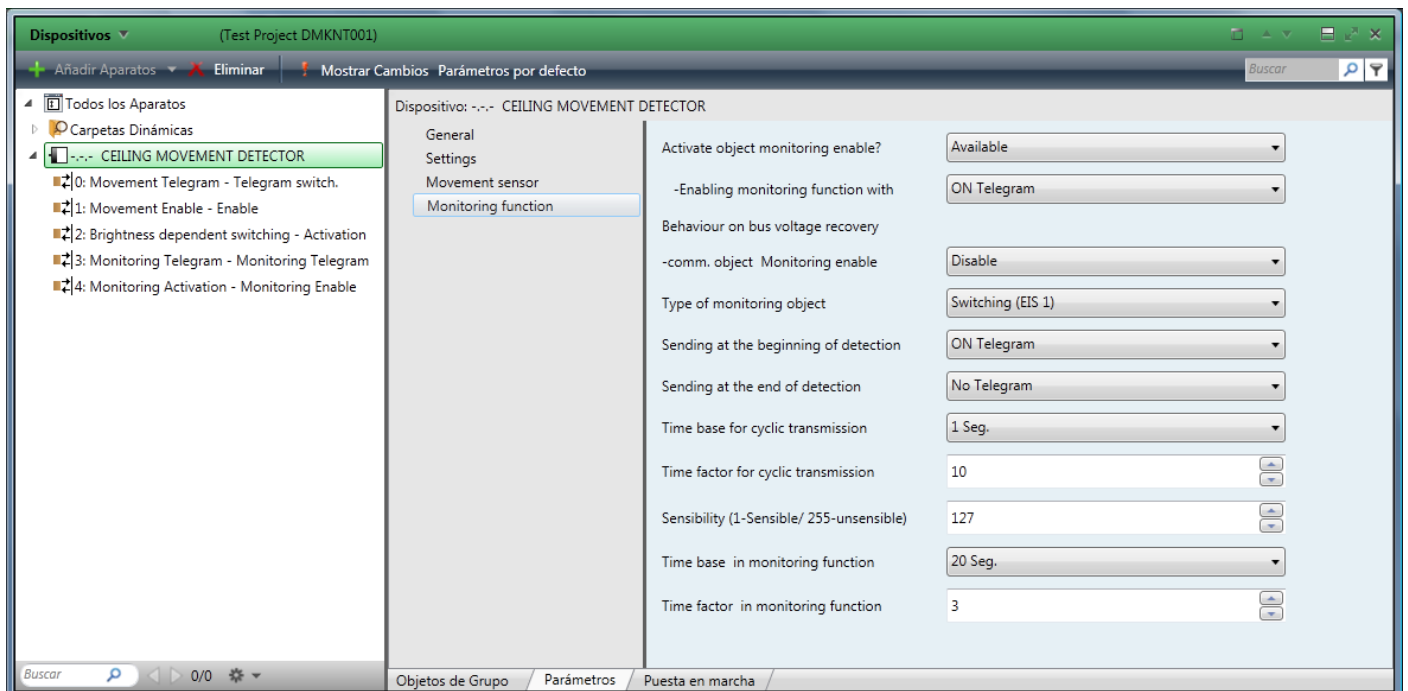 Dispositivos (Test Project DMKNT001)
Añadir Aparatos Eliminar Mostrar Cambios Parámetros por defecto Buscar
Todos los Aparatos
Carpetas Dinámicas
-.-.- CEILING MOVEMENT DETECTOR
0: Movement Telegram - Telegram switch.
1: Movement Enable - Enable
2: Brightness dependent switching - Activation
3: Monitoring Telegram - Monitoring Telegram
4: Monitoring Activation - Monitoring Enable
Buscar 0/0
Dispositivo: -.-.- CEILING MOVEMENT DETECTOR
General
Settings
Movement sensor
Monitoring function
Activate object monitoring enable? Available
-Enabling monitoring function with ON Telegram
Behaviour on bus voltage recovery
-comm. object Monitoring enable Disable
Type of monitoring object Switching (EIS 1)
Sending at the beginning of detection ON Telegram
Sending at the end of detection No Telegram
Time base for cyclic transmission 1 Seg.
Time factor for cyclic transmission 10
Sensibility (1-Sensible/ 255-unsensible) 127
Time base in monitoring function 20 Seg.
Time factor in monitoring function 3
Objetos de Grupo Parámetros Puesta en marcha